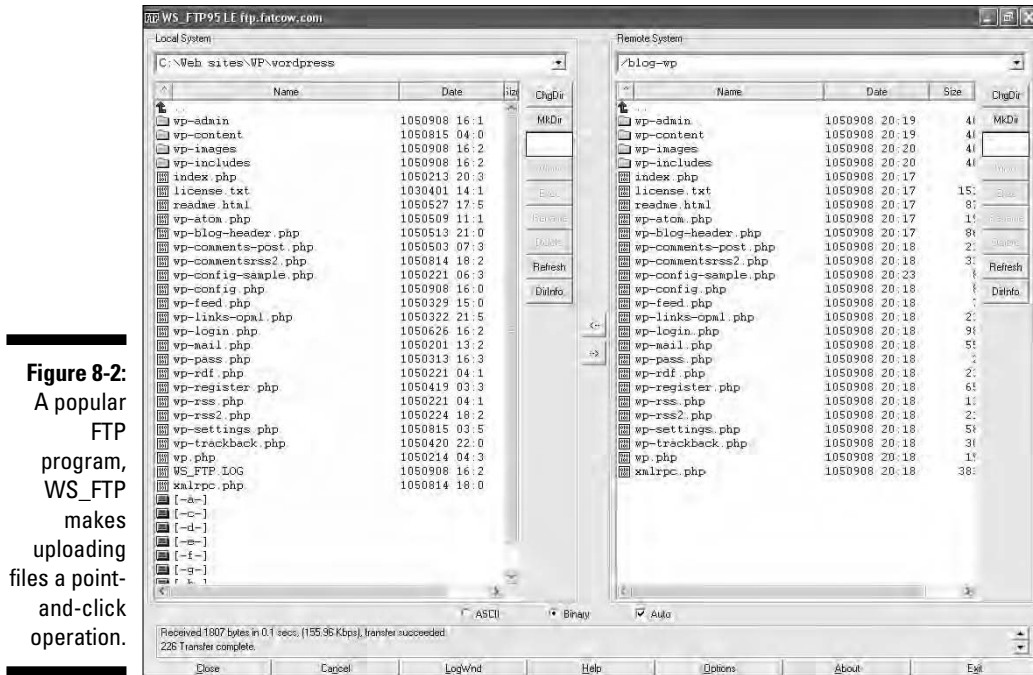 WS_FTP95 LE ftp.fatcow.com
Local System
C:\Web sites\WP\wordpress
Name Date Size
ChgDir
MkDir
..
wp-admin 1050908 16:1
wp-content 1050815 04:0
wp-images 1050908 16:2
wp-includes 1050908 16:2
index.php 1050213 20:3
license.txt 1030401 14:1
readme.html 1050527 17:5
wp-atom.php 1050509 11:1
wp-blog-header.php 1050513 21:0
wp-comments-post.php 1050503 07:3
wp-commentsrss2.php 1050814 18:2
wp-config-sample.php 1050221 06:3
wp-config.php 1050908 16:0
wp-feed.php 1050329 15:0
wp-links-opml.php 1050322 21:5
wp-login.php 1050626 16:2
wp-mail.php 1050201 13:2
wp-pass.php 1050313 16:3
wp-rdf.php 1050221 04:1
wp-register.php 1050419 03:3
wp-rss.php 1050221 04:1
wp-rss2.php 1050224 18:2
wp-settings.php 1050815 03:5
wp-trackback.php 1050420 22:0
wp.php 1050214 04:3
WS_FTP.LOG 1050908 16:2
xmlrpc.php 1050814 18:0
[-a-]
[-c-]
[-d-]
[-e-]
[-f-]
[-g-]
Refresh
DirInfo
<--
-->
Remote System
/blog-wp
Name Date Size
ChgDir
MkDir
..
wp-admin 1050908 20:19
wp-content 1050908 20:19
wp-images 1050908 20:20
wp-includes 1050908 20:20
index.php 1050908 20:17
license.txt 1050908 20:17
readme.html 1050908 20:17
wp-atom.php 1050908 20:17
wp-blog-header.php 1050908 20:17
wp-comments-post.php 1050908 20:18
wp-commentsrss2.php 1050908 20:18
wp-config-sample.php 1050908 20:23
wp-config.php 1050908 20:18
wp-feed.php 1050908 20:18
wp-links-opml.php 1050908 20:18
wp-login.php 1050908 20:18
wp-mail.php 1050908 20:18
wp-pass.php 1050908 20:18
wp-rdf.php 1050908 20:18
wp-register.php 1050908 20:18
wp-rss.php 1050908 20:18
wp-rss2.php 1050908 20:18
wp-settings.php 1050908 20:18
wp-trackback.php 1050908 20:18
wp.php 1050908 20:18
xmlrpc.php 1050908 20:18
Refresh
DirInfo
ASCII Binary Auto
Received 1807 bytes in 0.1 secs, (155.96 Kbps), transfer succeeded
226 Transfer complete.
Close Cancel LogWnd Help Options About Exit
Figure 8-2:
A popular
FTP
program,
WS_FTP
makes
uploading
files a point-
and-click
operation.